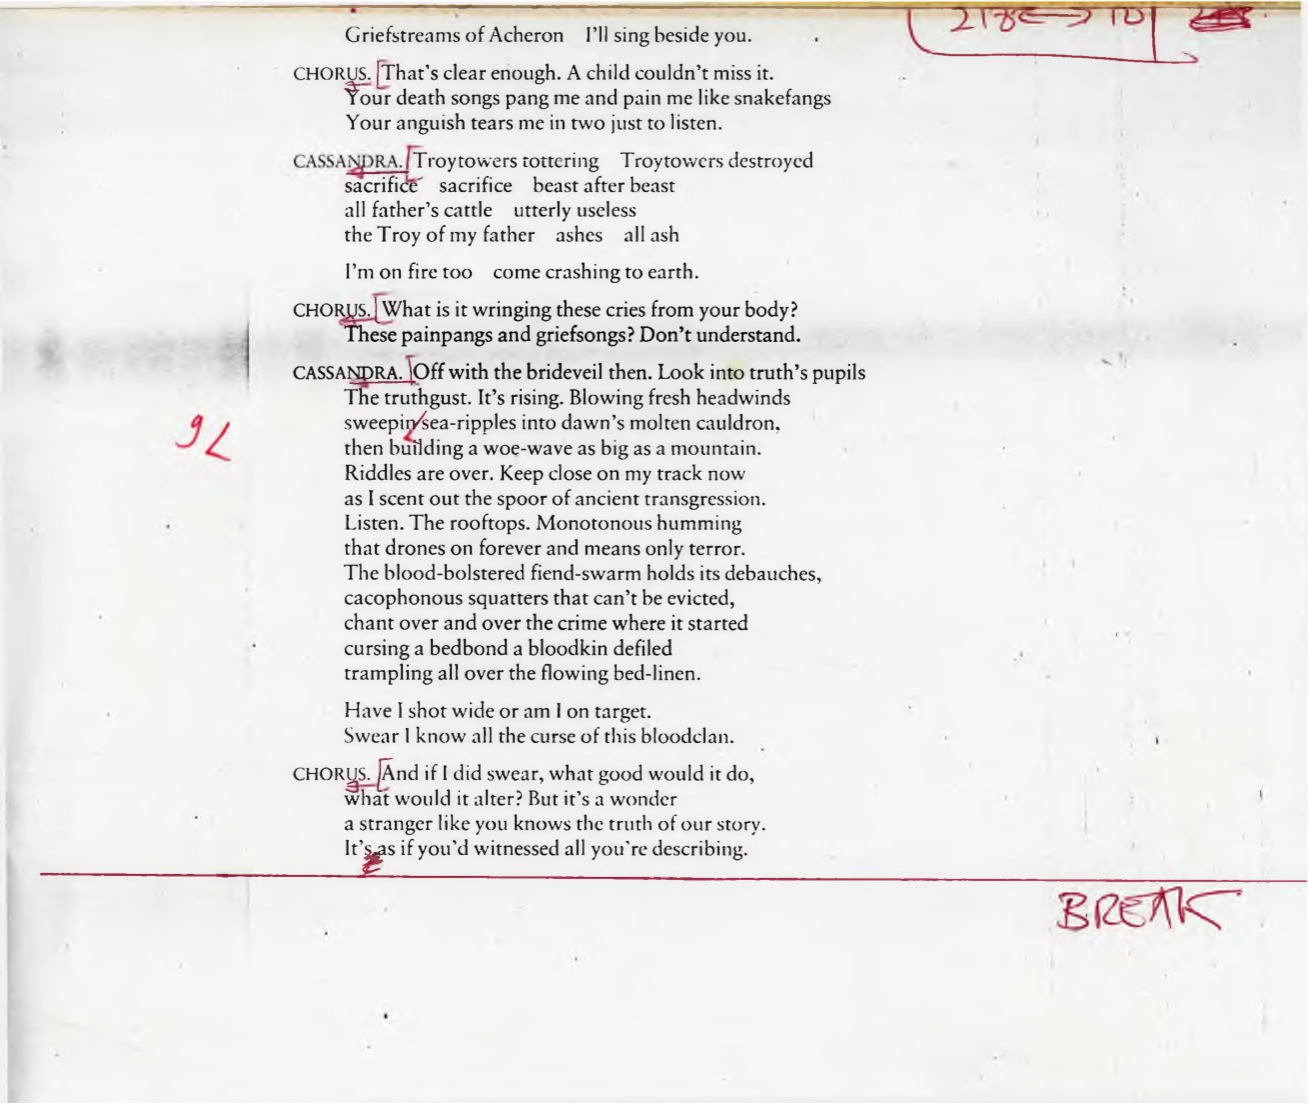 Griefstreams of Acheron I'll sing beside you.
CHORUS. That's clear enough. A child couldn't miss it.
Your death songs pang me and pain me like snakefangs
Your anguish tears me in two just to listen.
CASSANDRA. Troytowers tottering Troytowers destroyed
sacrifice sacrifice beast after beast
all father's cattle utterly useless
the Troy of my father ashes all ash
I'm on fire too come crashing to earth.
CHORUS. What is it wringing these cries from your body?
These painpangs and griefsongs? Don't understand.
CASSANDRA. Off with the brideveil then. Look into truth's pupils
The truthgust. It's rising. Blowing fresh headwinds
sweepin sea-ripples into dawn's molten cauldron,
then building a woe-wave as big as a mountain.
Riddles are over. Keep close on my track now
as I scent out the spoor of ancient transgression.
Listen. The rooftops. Monotonous humming
that drones on forever and means only terror.
The blood-bolstered fiend-swarm holds its debauches,
cacophonous squatters that can't be evicted,
chant over and over the crime where it started
cursing a bedbond a bloodkin defiled
trampling all over the flowing bed-linen.
Have I shot wide or am I on target.
Swear I know all the curse of this bloodclan.
CHORUS. And if I did swear, what good would it do,
what would it alter? But it's a wonder
a stranger like you knows the truth of our story.
It's as if you'd witnessed all you're describing.
BREAK